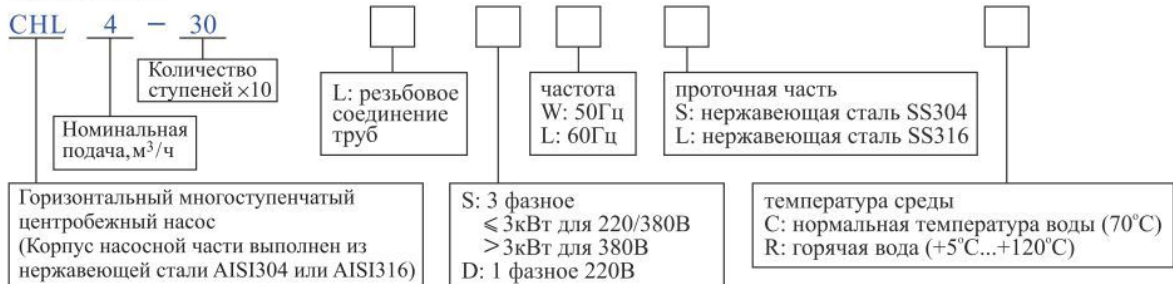 CHL 4 - 30
Количество
ступеней ×10
Номинальная
подача, м³/ч
Горизонтальный многоступенчатый
центробежный насос
(Корпус насосной части выполнен из
нержавеющей стали AISI304 или AISI316)
L: резьбовое
соединение
труб
S: 3 фазное
⩽ 3кВт для 220/380В
> 3кВт для 380В
D: 1 фазное 220В
частота
W: 50Гц
L: 60Гц
проточная часть
S: нержавеющая сталь SS304
L: нержавеющая сталь SS316
температура среды
C: нормальная температура воды (70°C)
R: горячая вода (+5°C...+120°C)